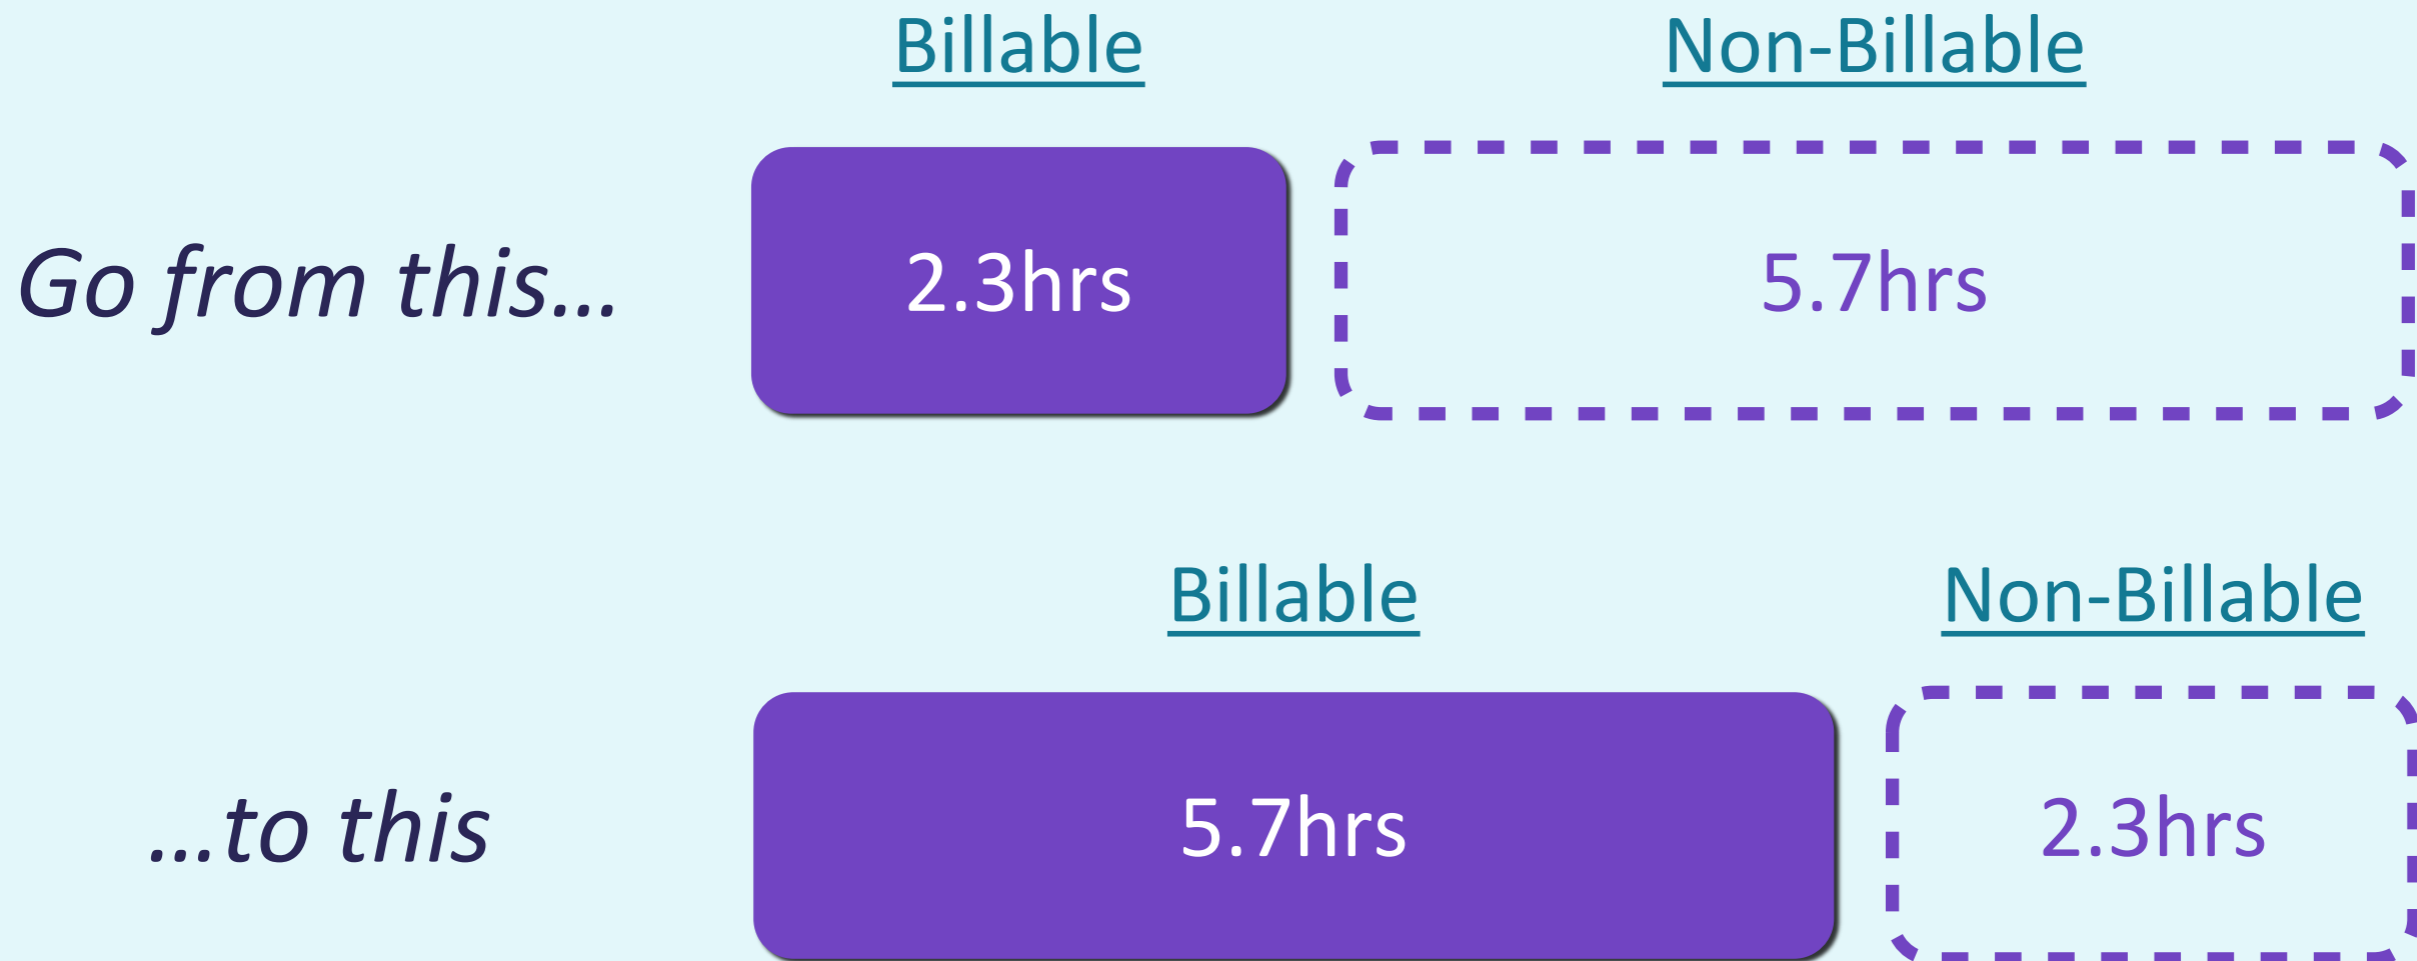 Billable Non-Billable
Go from this... 2.3hrs 5.7hrs
Billable Non-Billable
...to this 5.7hrs 2.3hrs